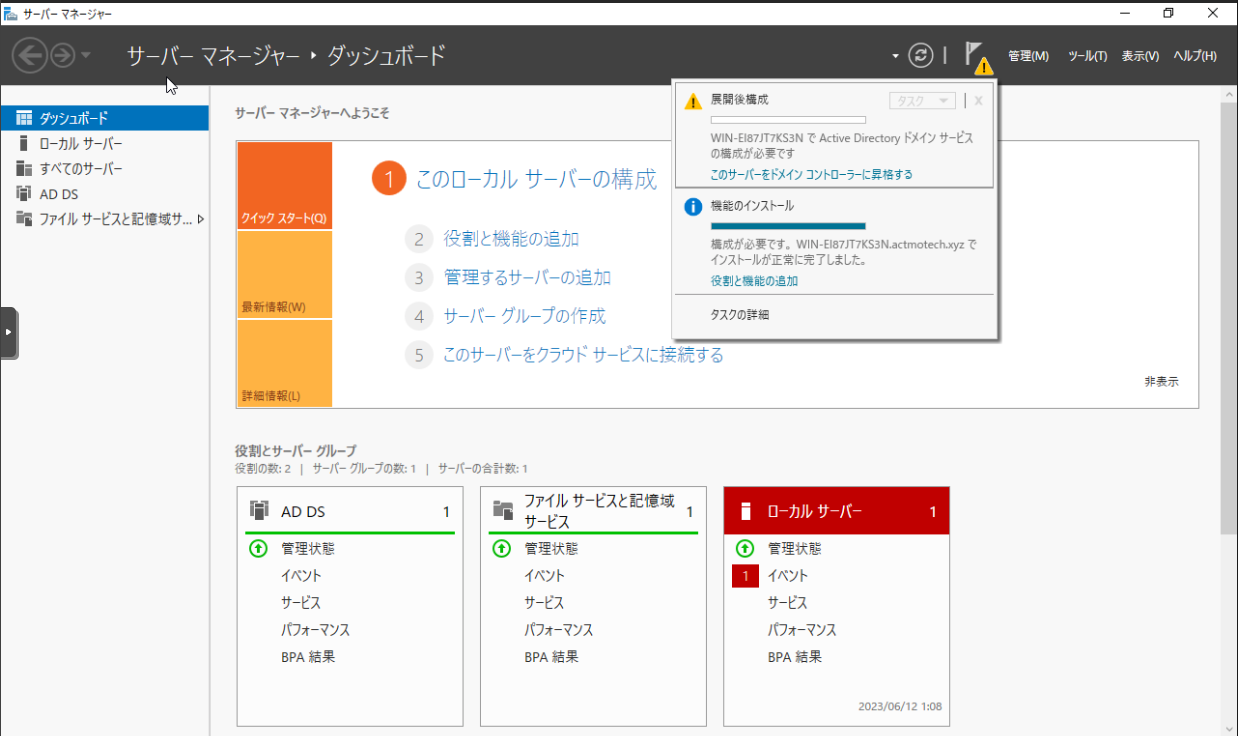 サーバー マネージャー
サーバー マネージャー ・ ダッシュボード
管理(M) ツール(T) 表示(V) ヘルプ(H)
ダッシュボード
ローカル サーバー
すべてのサーバー
AD DS
ファイル サービスと記憶域サ...
サーバー マネージャーへようこそ
クイック スタート(Q)
最新情報(W)
詳細情報(L)
1 このローカル サーバーの構成
2 役割と機能の追加
3 管理するサーバーの追加
4 サーバー グループの作成
5 このサーバーをクラウド サービスに接続する
非表示
展開後構成
タスク
X
WIN-EI87JT7KS3N で Active Directory ドメイン サービス
の構成が必要です
このサーバーをドメイン コントローラーに昇格する
機能のインストール
構成が必要です。WIN-EI87JT7KS3N.actmotech.xyz で
インストールが正常に完了しました。
役割と機能の追加
タスクの詳細
役割とサーバー グループ
役割の数: 2 | サーバー グループの数: 1 | サーバーの合計数: 1
AD DS 1
管理状態
イベント
サービス
パフォーマンス
BPA 結果
ファイル サービスと記憶域
サービス 1
管理状態
イベント
サービス
パフォーマンス
BPA 結果
ローカル サーバー 1
管理状態
1 イベント
サービス
パフォーマンス
BPA 結果
2023/06/12 1:08